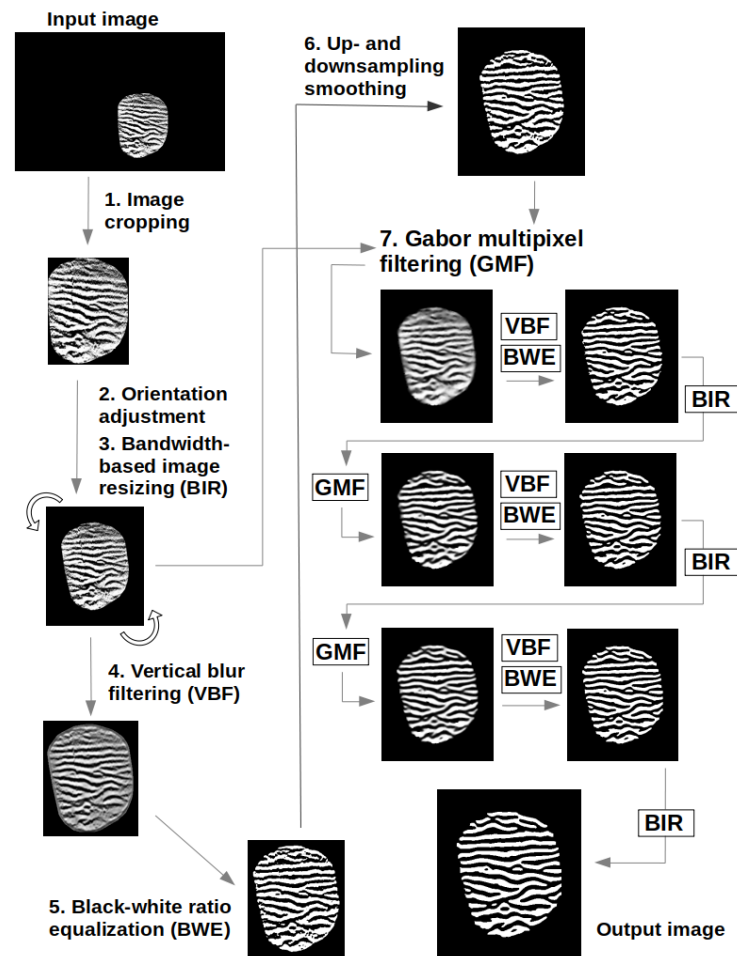 Input image
1. Image
cropping
2. Orientation
adjustment
3. Bandwidth-
based image
resizing (BIR)
4. Vertical blur
filtering (VBF)
5. Black-white ratio
equalization (BWE)
6. Up- and
downsampling
smoothing
7. Gabor multipixel
filtering (GMF)
VBF
BWE
BIR
GMF
VBF
BWE
BIR
GMF
VBF
BWE
BIR
Output image